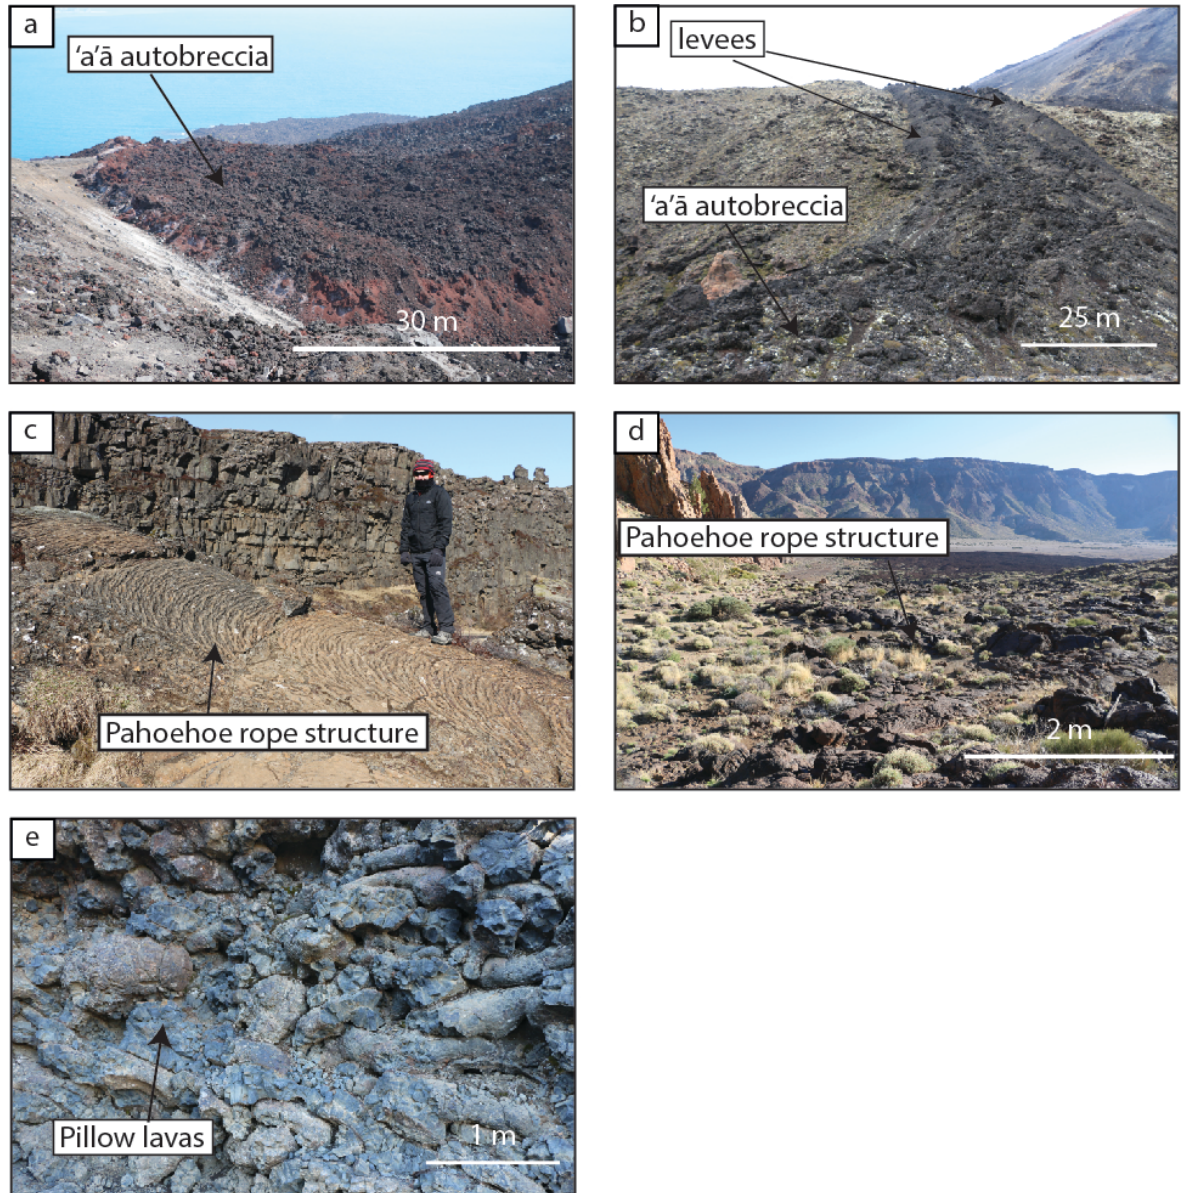 a
‘a’ā autobreccia
30 m
b
levees
‘a’ā autobreccia
25 m
c
Pahoehoe rope structure
d
Pahoehoe rope structure
2 m
e
Pillow lavas
1 m